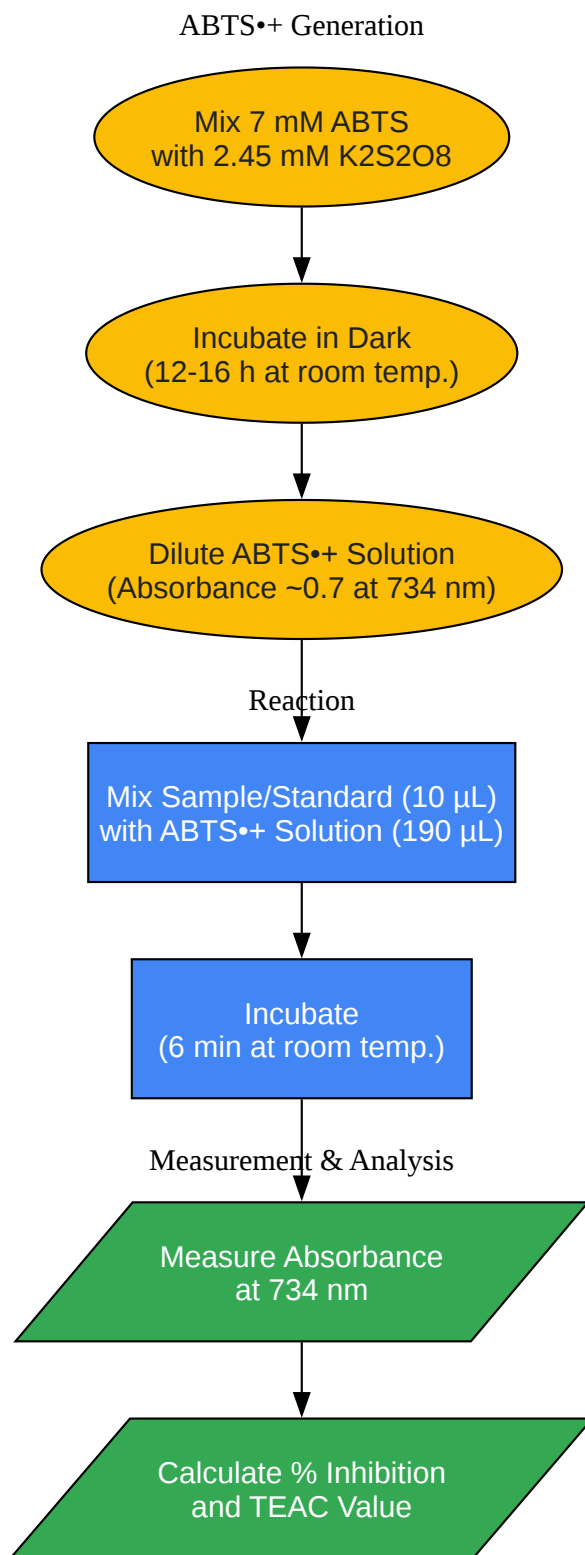 ABTS•+ Generation
Mix 7 mM ABTS
with 2.45 mM K2S2O8
Incubate in Dark
(12-16 h at room temp.)
Dilute ABTS•+ Solution
(Absorbance ~0.7 at 734 nm)
Reaction
Mix Sample/Standard (10 µL)
with ABTS•+ Solution (190 µL)
Incubate
(6 min at room temp.)
Measurement & Analysis
Measure Absorbance
at 734 nm
Calculate % Inhibition
and TEAC Value